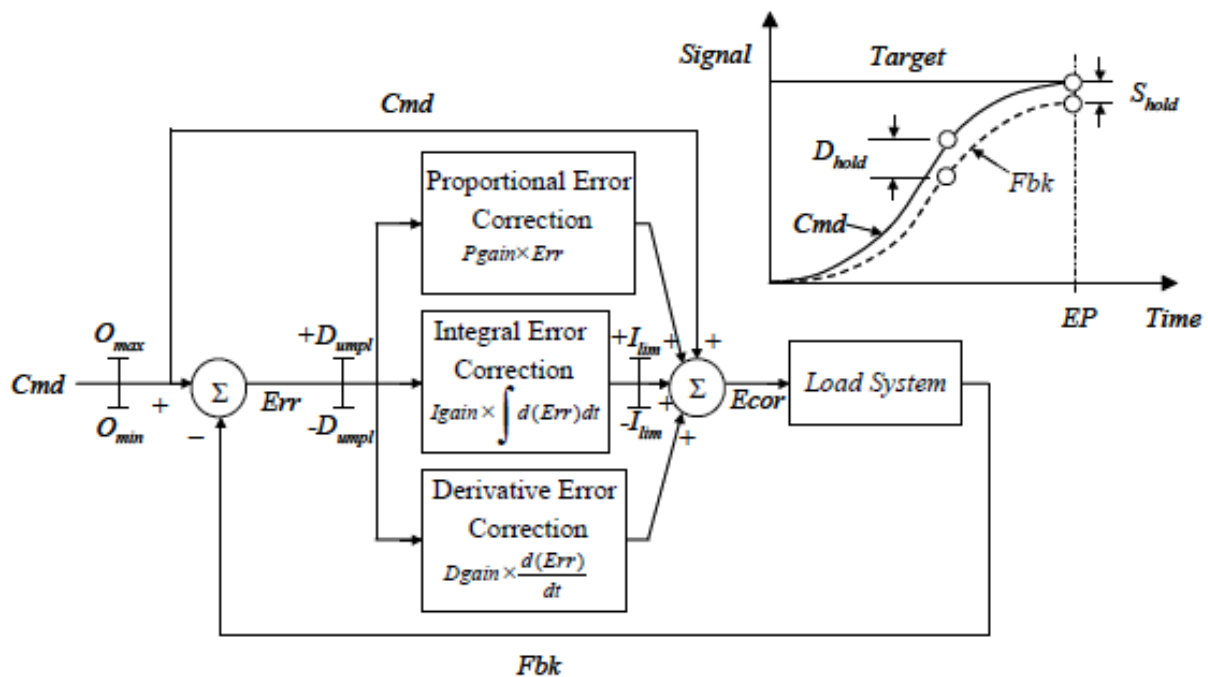 Signal
Target
S_hold
D_hold
Fbk
Cmd
EP
Time
Cmd
Proportional Error
Correction
Pgain×Err
Integral Error
Correction
Igain × ∫ d(Err)dt
Derivative Error
Correction
Dgain × d(Err)/dt
Cmd
O_max
O_min
+
−
Σ
Err
+D_umpl
-D_umpl
+I_lim
-I_lim
+
+
+
+
Σ
Ecor
Load System
Fbk